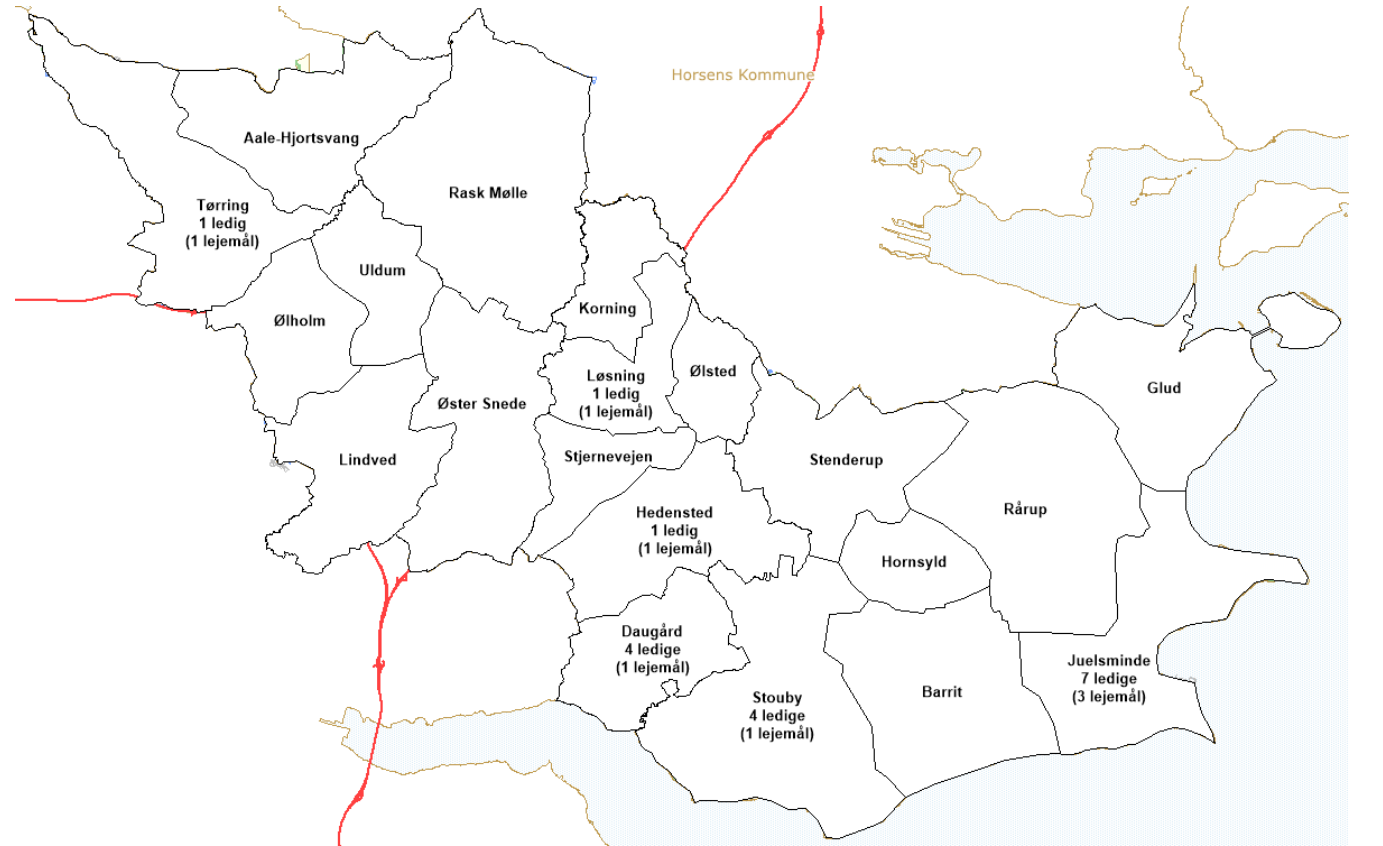 Horsens Kommune
Aale-Hjortsvang
Rask Mølle
Tørring
1 ledig
(1 lejemål)
Uldum
Ølholm
Korning
Løsning
1 ledig
(1 lejemål)
Ølsted
Glud
Øster Snede
Lindved
Stjernevejen
Stenderup
Hedensted
1 ledig
(1 lejemål)
Rårup
Hornsyld
Daugård
4 ledige
(1 lejemål)
Stouby
4 ledige
(1 lejemål)
Barrit
Juelsminde
7 ledige
(3 lejemål)